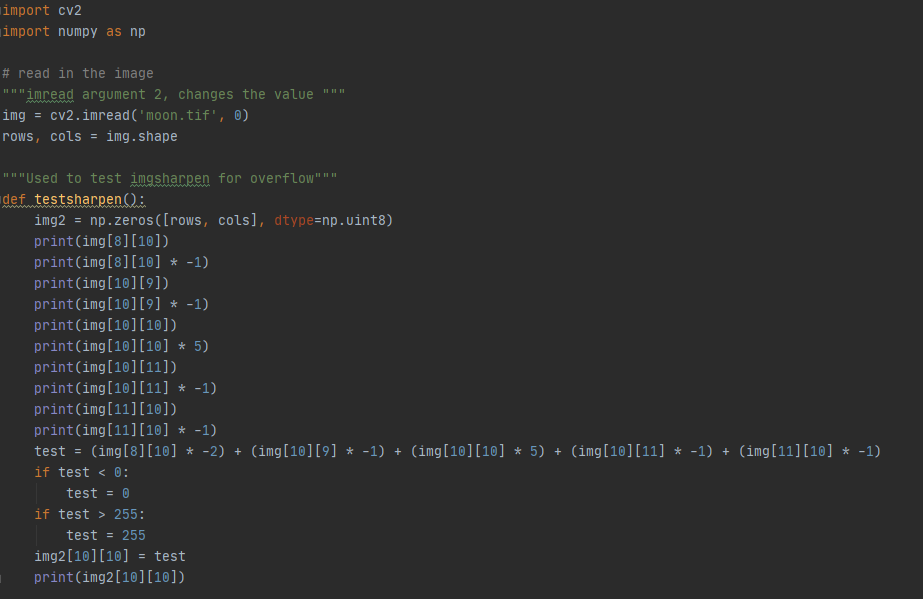 import cv2
import numpy as np
# read in the image
"""imread argument 2, changes the value """
img = cv2.imread('moon.tif', 0)
rows, cols = img.shape
"""Used to test imgsharpen for overflow"""
def testsharpen():
    img2 = np.zeros([rows, cols], dtype=np.uint8)
    print(img[8][10])
    print(img[8][10] * -1)
    print(img[10][9])
    print(img[10][9] * -1)
    print(img[10][10])
    print(img[10][10] * 5)
    print(img[10][11])
    print(img[10][11] * -1)
    print(img[11][10])
    print(img[11][10] * -1)
    test = (img[8][10] * -2) + (img[10][9] * -1) + (img[10][10] * 5) + (img[10][11] * -1) + (img[11][10] * -1)
    if test < 0:
        test = 0
    if test > 255:
        test = 255
    img2[10][10] = test
    print(img2[10][10])